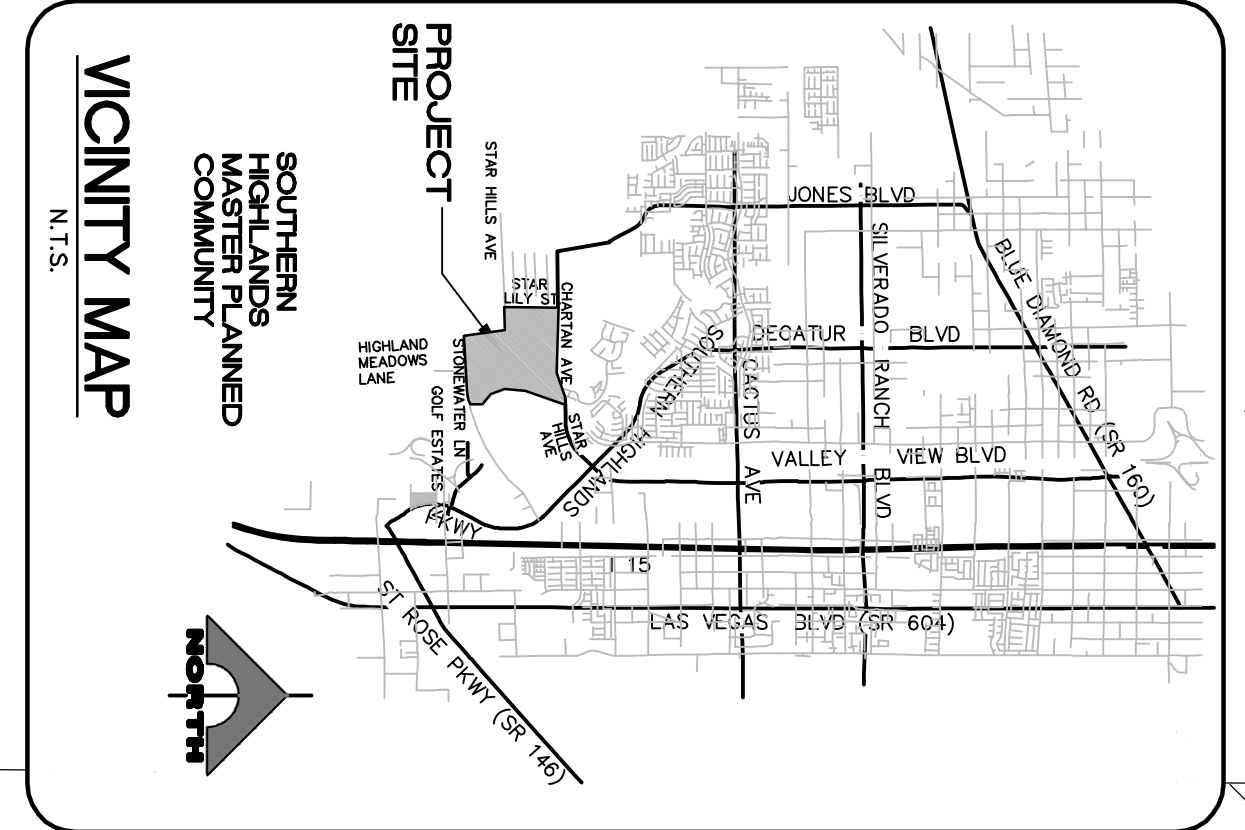 VICINITY MAP
N.T.S.
SOUTHERN
HIGHLANDS
MASTER PLANNED
COMMUNITY
PROJECT
SITE
STAR HILLS AVE
STAR
LILY ST
CHARTAN AVE
HIGHLAND
MEADOWS
LANE
STONEWATER LN
GOLF ESTATES
STAR
HILLS
AVE
SOUTHERN HIGHLANDS
PKWY
JONES BLVD
DECATUR BLVD
VALLEY VIEW BLVD
SILVERADO RANCH BLVD
CACTUS AVE
BLUE DIAMOND RD (SR 160)
I 15
LAS VEGAS BLVD (SR 604)
ST ROSE PKWY (SR 146)
NORTH